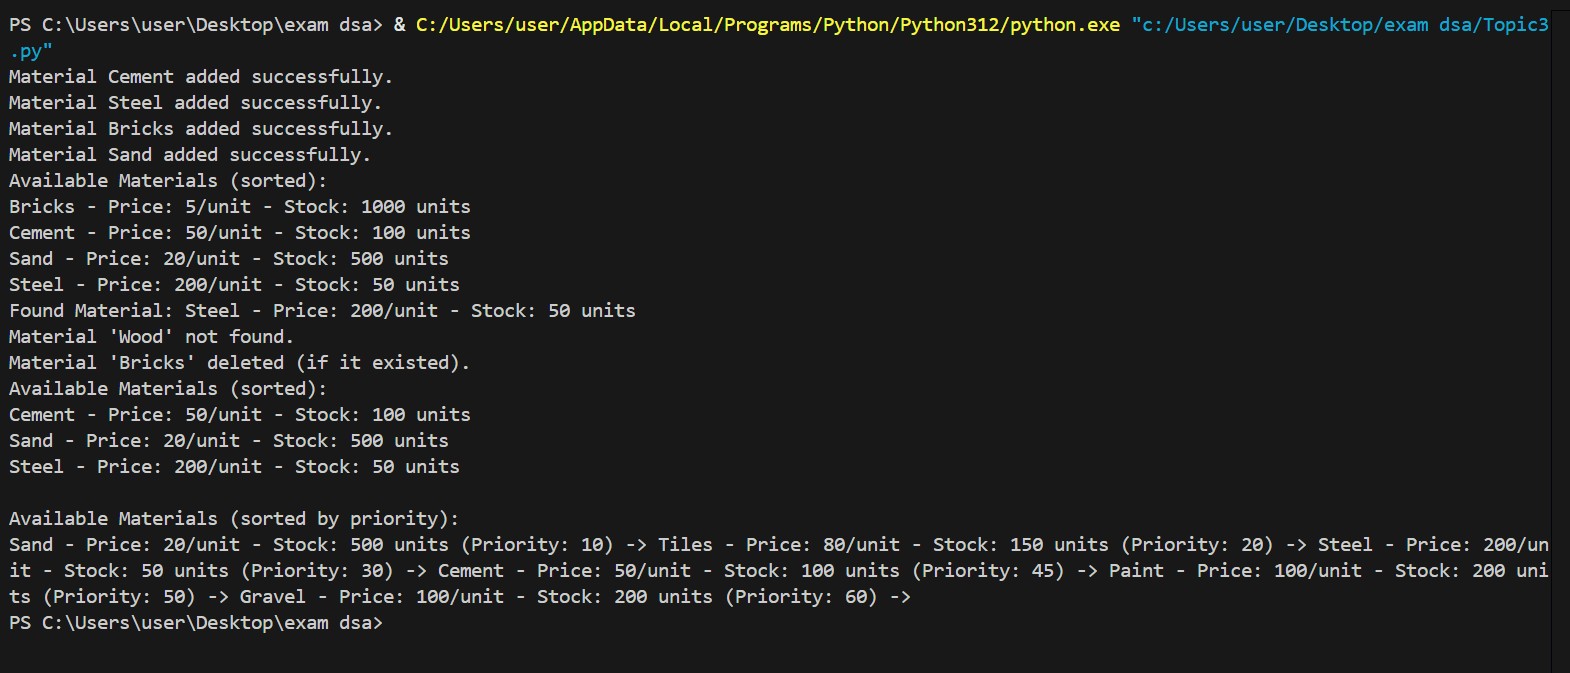 PS C:\Users\user\Desktop\exam dsa> & C:/Users/user/AppData/Local/Programs/Python/Python312/python.exe "c:/Users/user/Desktop/exam dsa/Topic3
.py"
Material Cement added successfully.
Material Steel added successfully.
Material Bricks added successfully.
Material Sand added successfully.
Available Materials (sorted):
Bricks - Price: 5/unit - Stock: 1000 units
Cement - Price: 50/unit - Stock: 100 units
Sand - Price: 20/unit - Stock: 500 units
Steel - Price: 200/unit - Stock: 50 units
Found Material: Steel - Price: 200/unit - Stock: 50 units
Material 'Wood' not found.
Material 'Bricks' deleted (if it existed).
Available Materials (sorted):
Cement - Price: 50/unit - Stock: 100 units
Sand - Price: 20/unit - Stock: 500 units
Steel - Price: 200/unit - Stock: 50 units

Available Materials (sorted by priority):
Sand - Price: 20/unit - Stock: 500 units (Priority: 10) -> Tiles - Price: 80/unit - Stock: 150 units (Priority: 20) -> Steel - Price: 200/un
it - Stock: 50 units (Priority: 30) -> Cement - Price: 50/unit - Stock: 100 units (Priority: 45) -> Paint - Price: 100/unit - Stock: 200 uni
ts (Priority: 50) -> Gravel - Price: 100/unit - Stock: 200 units (Priority: 60) ->
PS C:\Users\user\Desktop\exam dsa>